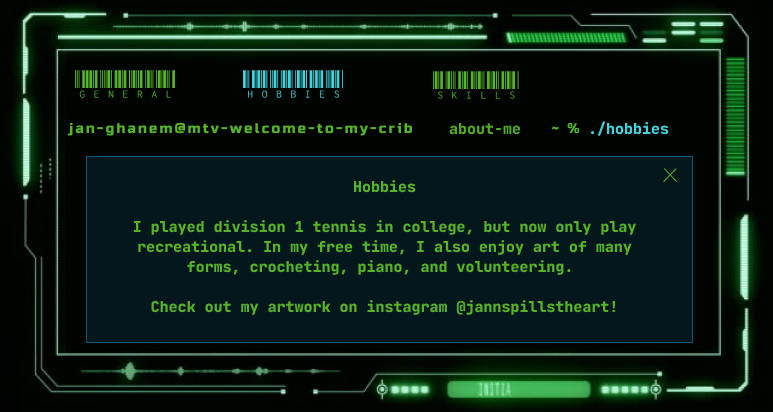 GENERAL HOBBIES SKILLS
jan-ghanem@mtv-welcome-to-my-crib about-me ~ % ./hobbies
Hobbies
I played division 1 tennis in college, but now only play
recreational. In my free time, I also enjoy art of many
forms, crocheting, piano, and volunteering.
Check out my artwork on instagram @jannspillstheart!
INITIA